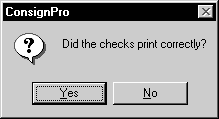 ConsignPro
Did the checks print correctly?
Yes
No